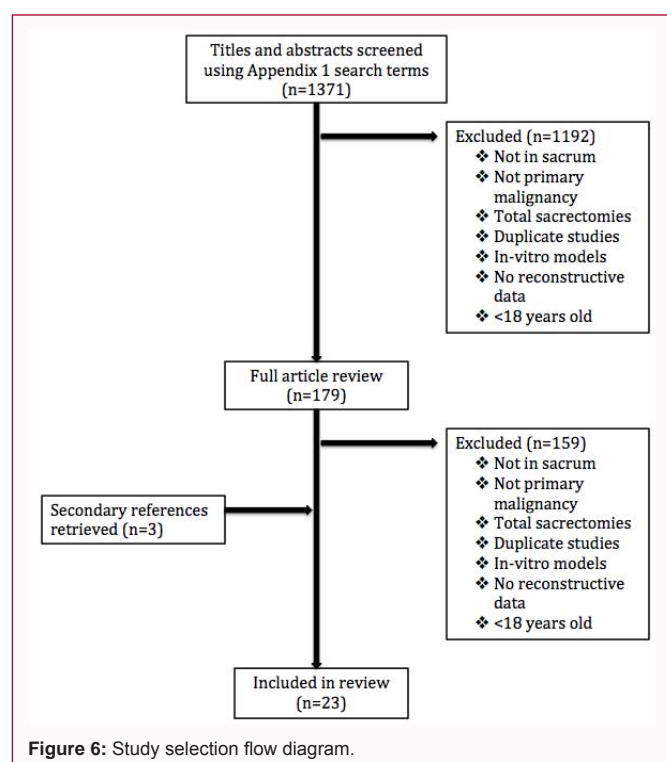 Titles and abstracts screened
using Appendix 1 search terms
(n=1371)
Excluded (n=1192)
❖ Not in sacrum
❖ Not primary
malignancy
❖ Total sacrectomies
❖ Duplicate studies
❖ In-vitro models
❖ No reconstructive
data
❖ <18 years old
Full article review
(n=179)
Excluded (n=159)
❖ Not in sacrum
❖ Not primary
malignancy
❖ Total sacrectomies
❖ Duplicate studies
❖ In-vitro models
❖ No reconstructive
data
❖ <18 years old
Secondary references
retrieved (n=3)
Included in review
(n=23)
Figure 6: Study selection flow diagram.